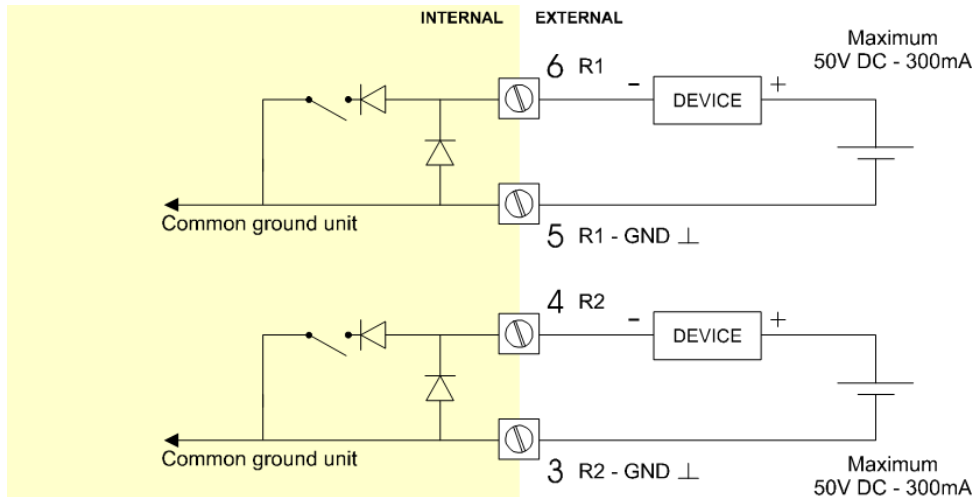 INTERNAL EXTERNAL
Maximum
50V DC - 300mA
6 R1
- DEVICE +
Common ground unit
5 R1 - GND ⊥
4 R2
- DEVICE +
Common ground unit
3 R2 - GND ⊥
Maximum
50V DC - 300mA